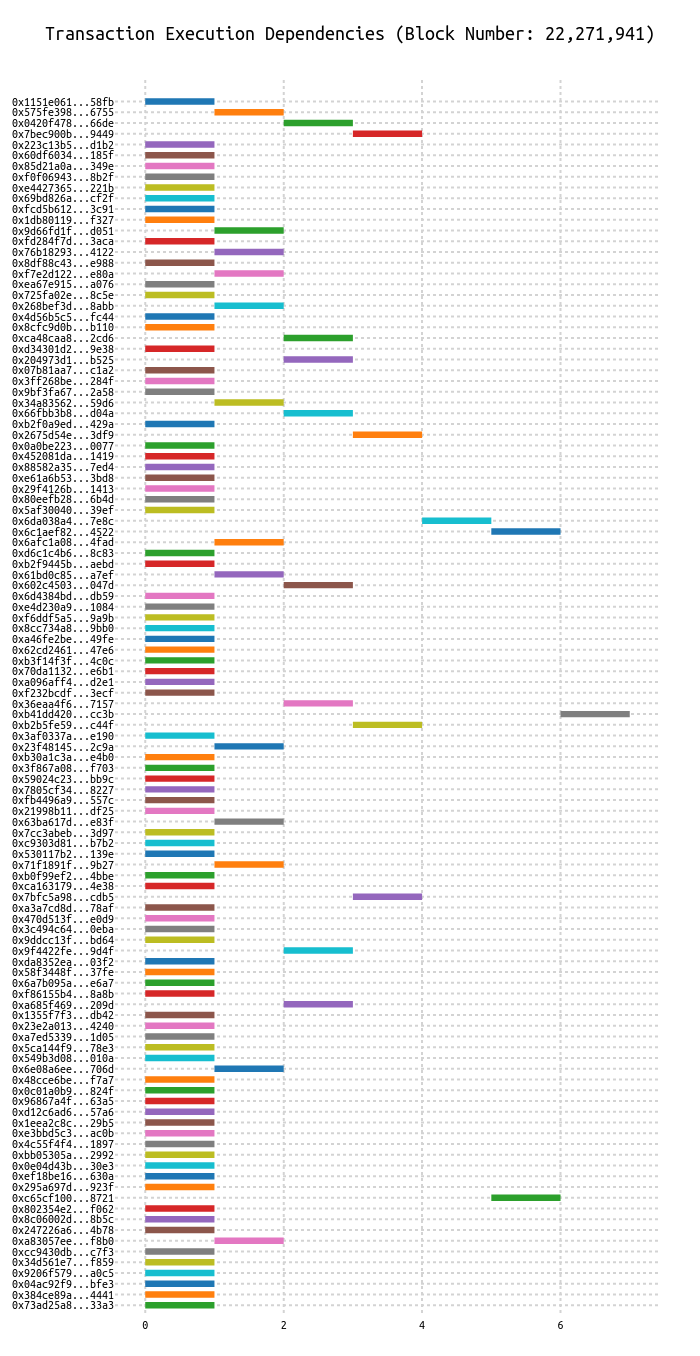 Transaction Execution Dependencies (Block Number: 22,271,941)
0x1151e061...58fb
0x575fe398...6755
0x0420f478...66de
0x7bec900b...9449
0x223c13b5...d1b2
0x60df6034...185f
0x85d21a0a...349e
0xf0f06943...8b2f
0xe4427365...221b
0x69bd826a...cf2f
0xfcd5b612...3c91
0x1db80119...f327
0x9d66fd1f...d051
0xfd284f7d...3aca
0x76b18293...4122
0x8df88c43...e988
0xf7e2d122...e80a
0xea67e915...a076
0x725fa02e...8c5e
0x268bef3d...8abb
0x4d56b5c5...fc44
0x8cfc9d0b...b110
0xca48caa8...2cd6
0xd34301d2...9e38
0x204973d1...b525
0x07b81aa7...c1a2
0x3ff268be...284f
0x9bf3fa67...2a58
0x34a83562...59d6
0x66fbb3b8...d04a
0xb2f0a9ed...429a
0x2675d54e...3df9
0x0a0be223...0077
0x452081da...1419
0x88582a35...7ed4
0xe61a6b53...3bd8
0x29f4126b...1413
0x80eefb28...6b4d
0x5af30040...39ef
0x6da038a4...7e8c
0x6c1aef82...4522
0x6afc1a08...4fad
0xd6c1c4b6...8c83
0xb2f9445b...aebd
0x61bd0c85...a7ef
0x602c4503...047d
0x6d4384bd...db59
0xe4d230a9...1084
0xf6ddf5a5...9a9b
0x8cc734a8...9bb0
0xa46fe2be...49fe
0x62cd2461...47e6
0xb3f14f3f...4c0c
0x70da1132...e6b1
0xa096aff4...d2e1
0xf232bcdf...3ecf
0x36eaa4f6...7157
0xb41dd420...cc3b
0xb2b5fe59...c44f
0x3af0337a...e190
0x23f48145...2c9a
0xb30a1c3a...e4b0
0x3f867a08...f703
0x59024c23...bb9c
0x7805cf34...8227
0xfb4496a9...557c
0x21998b11...df25
0x63ba617d...e83f
0x7cc3abeb...3d97
0xc9303d81...b7b2
0x530117b2...139e
0x71f1891f...9b27
0xb0f99ef2...4bbe
0xca163179...4e38
0x7bfc5a98...cdb5
0xa3a7cd8d...78af
0x470d513f...e0d9
0x3c494c64...0eba
0x9ddcc13f...bd64
0x9f4422fe...9d4f
0xda8352ea...03f2
0x58f3448f...37fe
0x6a7b095a...e6a7
0xf86155b4...8a8b
0xa685f469...209d
0x1355f7f3...db42
0x23e2a013...4240
0xa7ed5339...1d05
0x5ca144f9...78e3
0x549b3d08...010a
0x6e08a6ee...706d
0x48cce6be...f7a7
0x0c01a0b9...824f
0x96867a4f...63a5
0xd12c6ad6...57a6
0x1eea2c8c...29b5
0xe3bbd5c3...ac0b
0x4c55f4f4...1897
0xbb05305a...2992
0x0e04d43b...30e3
0xef18be16...630a
0x295a697d...923f
0xc65cf100...8721
0x802354e2...f062
0x8c06002d...8b5c
0x247226a6...4b78
0xa83057ee...f8b0
0xcc9430db...c7f3
0x34d561e7...f859
0x9206f579...a0c5
0x04ac92f9...bfe3
0x384ce89a...4441
0x73ad25a8...33a3
0 2 4 6